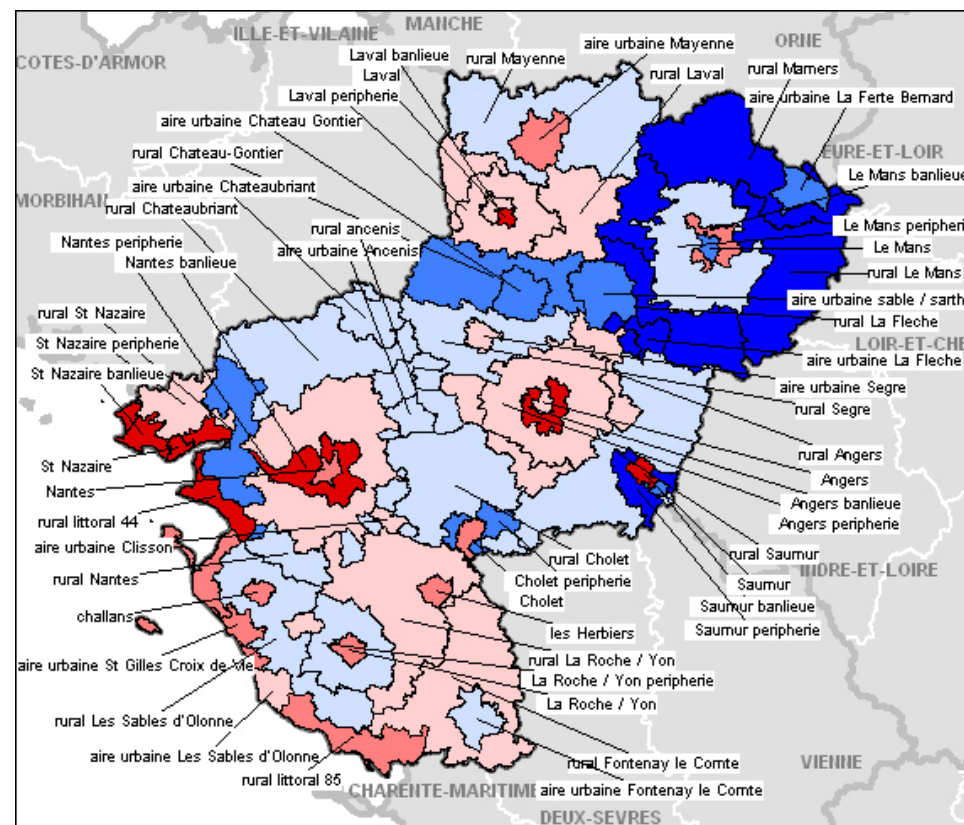 MANCHE
ILLE-ET-VILAINE
ORNE
COTES-D'ARMOR
Laval banlieue
Laval
Laval peripherie
rural Mayenne
aire urbaine Mayenne
rural Laval
rural Mamers
aire urbaine La Ferte Bernard
aire urbaine Chateau Gontier
rural Chateau-Gontier
aire urbaine Chateaubriant
rural Chateaubriant
MORBIHAN
EURE-ET-LOIR
Le Mans banlieue
Le Mans peripheri
Le Mans
rural Le Mans
rural ancenis
aire urbaine Ancenis
Nantes peripherie
Nantes banlieue
aire urbaine sable / sarth
rural La Fleche
LOIR-ET-CHE
aire urbaine La Fleche
aire urbaine Segre
rural Segre
rural St Nazaire
St Nazaire peripherie
St Nazaire banlieue
St Nazaire
Nantes
rural littoral 44
aire urbaine Clisson
rural Nantes
challans
aire urbaine St Gilles Croix de Vie
rural Les Sables d'Olonne
aire urbaine Les Sables d'Olonne
rural littoral 85
rural Angers
Angers
Angers banlieue
Angers peripherie
rural Saumur
Saumur
Saumur banlieue
Saumur peripherie
INDRE-ET-LOIRE
rural Cholet
Cholet peripherie
Cholet
les Herbiers
rural La Roche / Yon
La Roche / Yon peripherie
La Roche / Yon
rural Fontenay le Comte
aire urbaine Fontenay le Comte
VIENNE
CHARENTE-MARITIME
DEUX-SEVRES